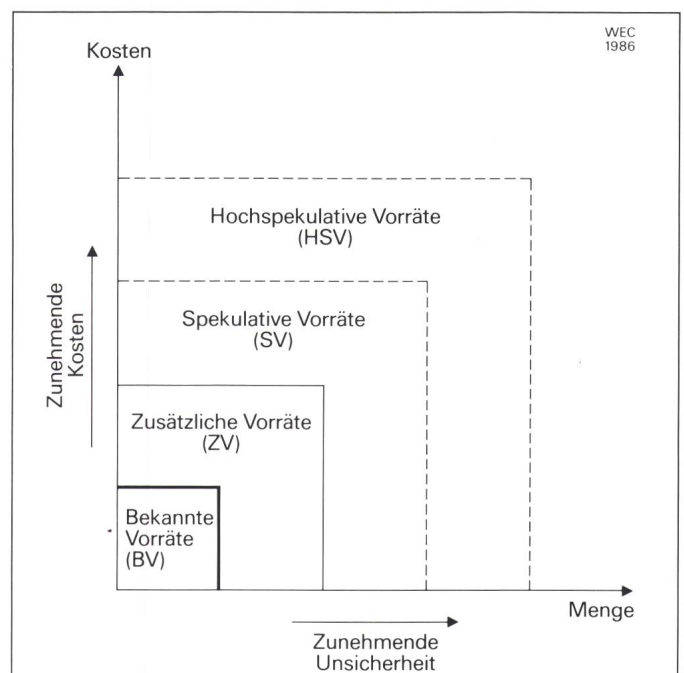 WEC
1986
Kosten
Hochspekulative Vorräte
(HSV)
Spekulative Vorräte
(SV)
Zunehmende
Kosten
Zusätzliche Vorräte
(ZV)
Bekannte
Vorräte
(BV)
Menge
Zunehmende
Unsicherheit